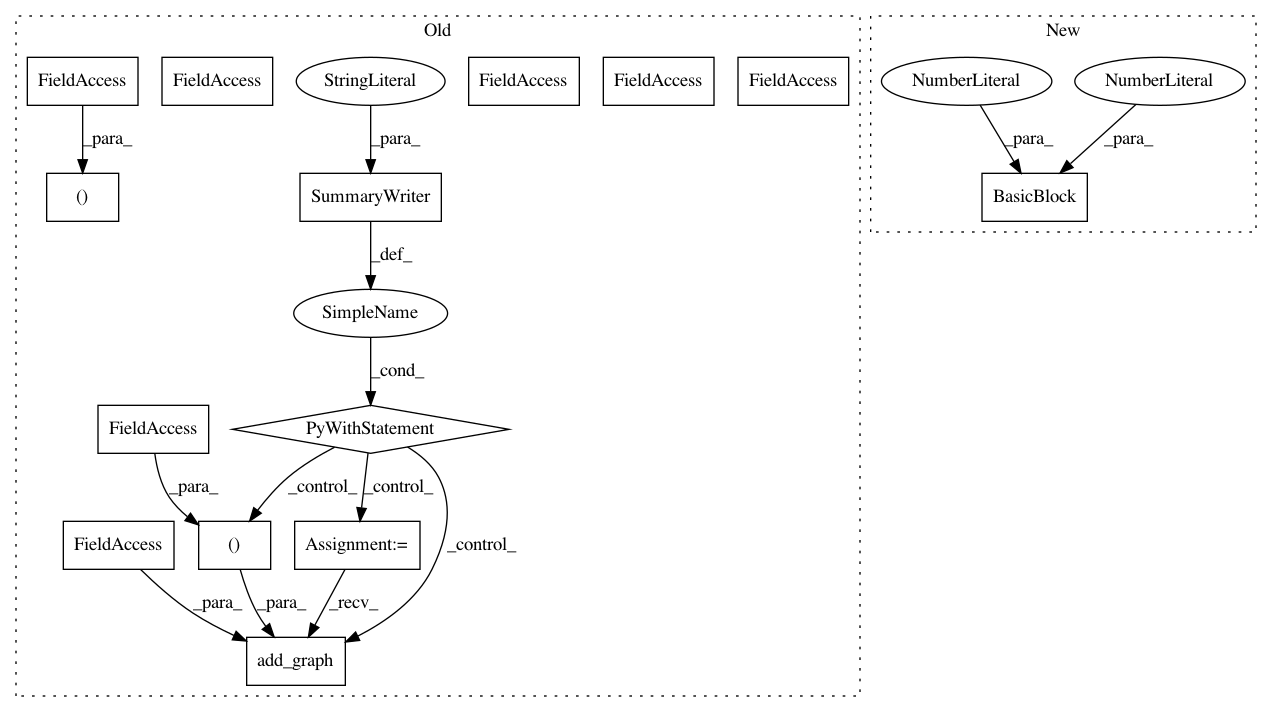 Old
New
FieldAccess
FieldAccess
StringLiteral
FieldAccess
FieldAccess
FieldAccess
NumberLiteral
NumberLiteral
_para_
_para_
_para_
_para_
()
SummaryWriter
BasicBlock
_def_
SimpleName
_cond_
FieldAccess
PyWithStatement
_para_
_control_
_control_
_control_
FieldAccess
()
Assignment:=
_para_
_para_
_recv_
add_graph